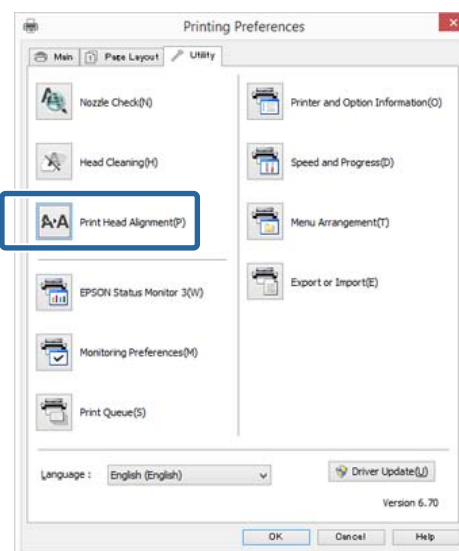 Printing Preferences
Main
Page Layout
Utility
Nozzle Check(N)
Head Cleaning(H)
A·A Print Head Alignment(P)
EPSON Status Monitor 3(W)
Monitoring Preferences(M)
Print Queue(S)
Printer and Option Information(O)
Speed and Progress(D)
Menu Arrangement(T)
Export or Import(E)
Language : English (English)
Driver Update(U)
Version 6.70
OK Cancel Help